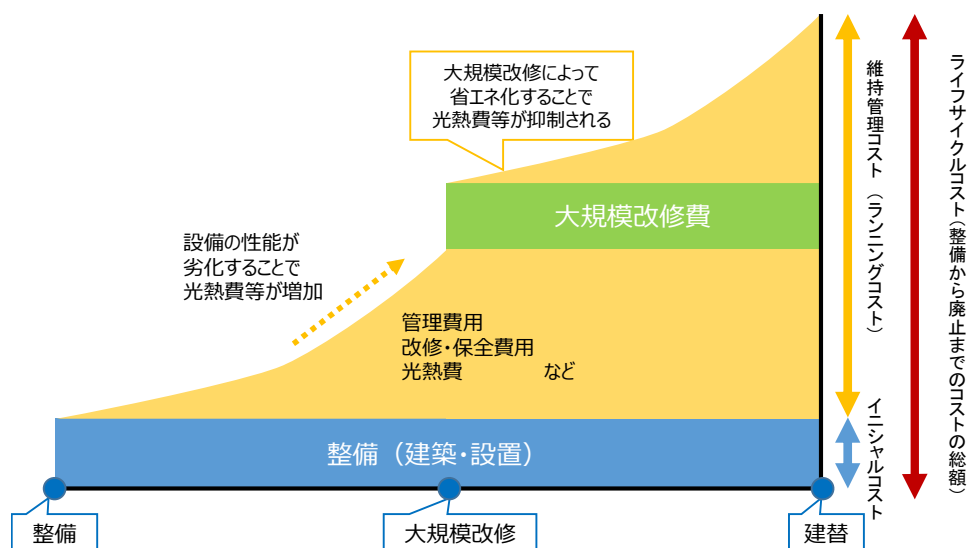 大規模改修によって
省エネ化することで
光熱費等が抑制される
大規模改修費
設備の性能が
劣化することで
光熱費等が増加
管理費用
改修・保全費用
光熱費 など
整備（建築・設置）
維持管理コスト（ランニングコスト）
イニシャルコスト
ライフサイクルコスト（整備から廃止までのコストの総額）
整備
大規模改修
建替